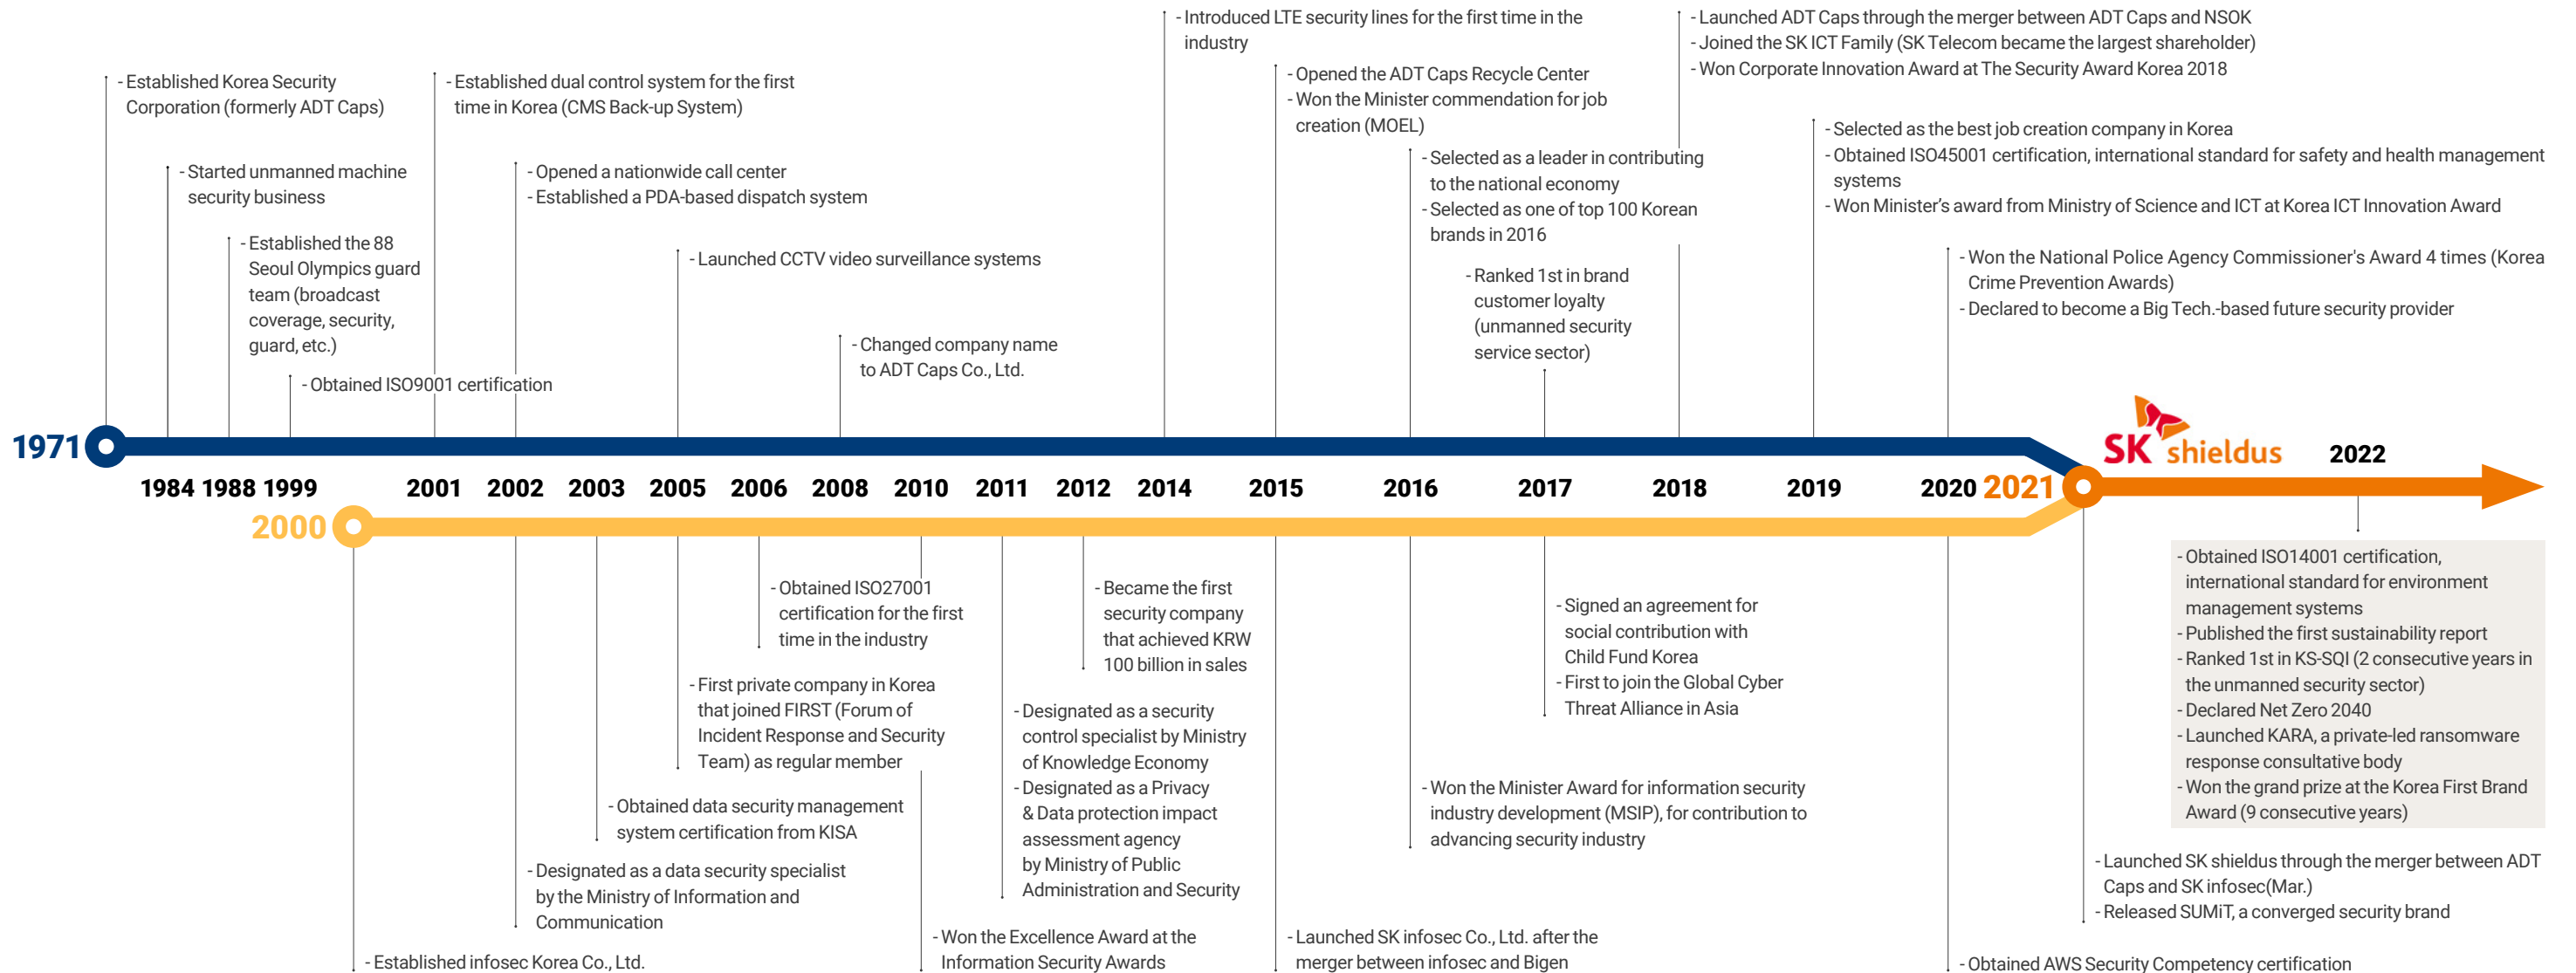 - Established Korea Security
Corporation (formerly ADT Caps)
- Started unmanned machine
security business
- Established the 88
Seoul Olympics guard
team (broadcast
coverage, security,
guard, etc.)
- Obtained ISO9001 certification
- Established dual control system for the first
time in Korea (CMS Back-up System)
- Opened a nationwide call center
- Established a PDA-based dispatch system
- Launched CCTV video surveillance systems
- Changed company name
to ADT Caps Co., Ltd.
- Introduced LTE security lines for the first time in the
industry
- Opened the ADT Caps Recycle Center
- Won the Minister commendation for job
creation (MOEL)
- Selected as a leader in contributing
to the national economy
- Selected as one of top 100 Korean
brands in 2016
- Ranked 1st in brand
customer loyalty
(unmanned security
service sector)
- Launched ADT Caps through the merger between ADT Caps and NSOK
- Joined the SK ICT Family (SK Telecom became the largest shareholder)
- Won Corporate Innovation Award at The Security Award Korea 2018
- Selected as the best job creation company in Korea
- Obtained ISO45001 certification, international standard for safety and health management
systems
- Won Minister’s award from Ministry of Science and ICT at Korea ICT Innovation Award
- Won the National Police Agency Commissioner's Award 4 times (Korea
Crime Prevention Awards)
- Declared to become a Big Tech.-based future security provider
1971
1984 1988 1999 2001 2002 2003 2005 2006 2008 2010 2011 2012 2014 2015 2016 2017 2018 2019 2020 2021
SK shieldus
2022
2000
- Established infosec Korea Co., Ltd.
- Designated as a data security specialist
by the Ministry of Information and
Communication
- Obtained data security management
system certification from KISA
- First private company in Korea
that joined FIRST (Forum of
Incident Response and Security
Team) as regular member
- Obtained ISO27001
certification for the first
time in the industry
- Won the Excellence Award at the
Information Security Awards
- Designated as a security
control specialist by Ministry
of Knowledge Economy
- Designated as a Privacy
& Data protection impact
assessment agency
by Ministry of Public
Administration and Security
- Became the first
security company
that achieved KRW
100 billion in sales
- Launched SK infosec Co., Ltd. after the
merger between infosec and Bigen
- Won the Minister Award for information security
industry development (MSIP), for contribution to
advancing security industry
- Signed an agreement for
social contribution with
Child Fund Korea
- First to join the Global Cyber
Threat Alliance in Asia
- Obtained AWS Security Competency certification
- Launched SK shieldus through the merger between ADT
Caps and SK infosec(Mar.)
- Released SUMiT, a converged security brand
- Obtained ISO14001 certification,
international standard for environment
management systems
- Published the first sustainability report
- Ranked 1st in KS-SQI (2 consecutive years in
the unmanned security sector)
- Declared Net Zero 2040
- Launched KARA, a private-led ransomware
response consultative body
- Won the grand prize at the Korea First Brand
Award (9 consecutive years)